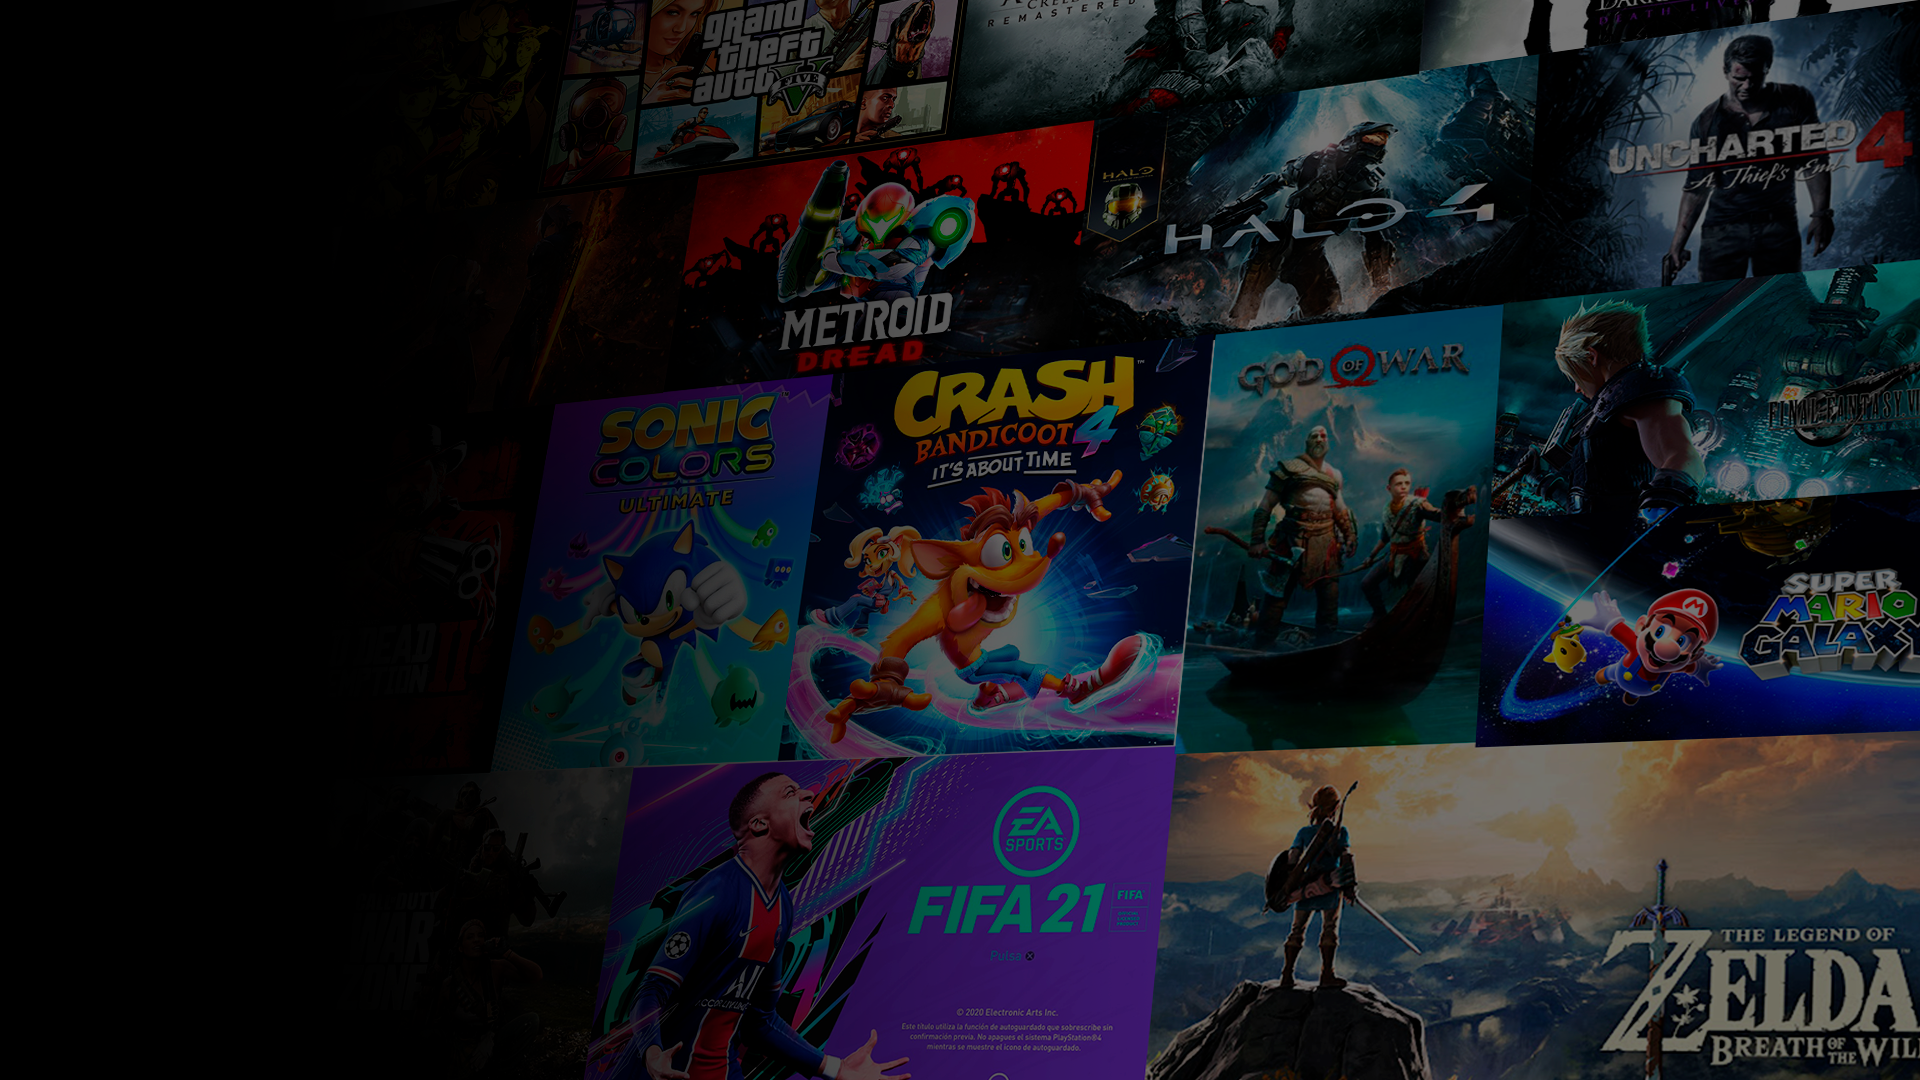 grand
theft
auto
FIVE
REMASTERED
UNCHARTED 4
A Thief's End
HALO
HALO 4
METROID
DREAD
GOD OF WAR
CRASH
BANDICOOT 4
IT'S ABOUT TIME
SONIC
COLORS
ULTIMATE
FINAL FANTASY VII
SUPER
MARIO
GALAXY
DEAD
EA
SPORTS
FIFA 21
FIFA
Pulsa
© 2020 Electronic Arts Inc.
Este título utiliza la función de autoguardado que sobrescribe sin
confirmación previa. No apagues el sistema PlayStation®4
mientras se muestre el icono de autoguardado.
DUTY
WAR
THE LEGEND OF
ZELDA
BREATH OF THE WIL